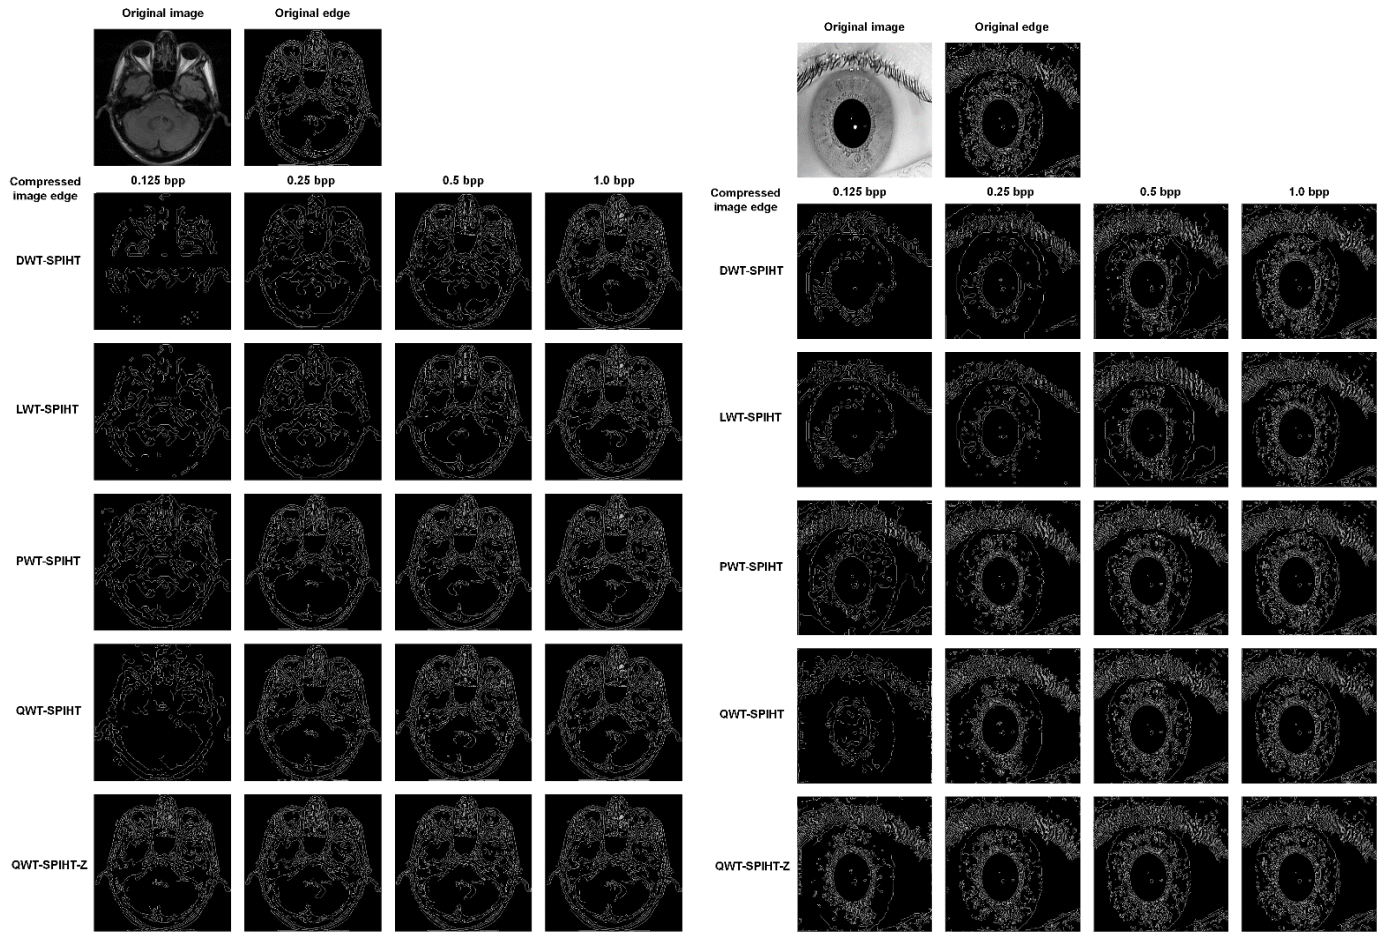 Original image Original edge
Compressed
image edge
0.125 bpp 0.25 bpp 0.5 bpp 1.0 bpp
DWT-SPIHT
LWT-SPIHT
PWT-SPIHT
QWT-SPIHT
QWT-SPIHT-Z
Original image Original edge
Compressed
image edge
0.125 bpp 0.25 bpp 0.5 bpp 1.0 bpp
DWT-SPIHT
LWT-SPIHT
PWT-SPIHT
QWT-SPIHT
QWT-SPIHT-Z